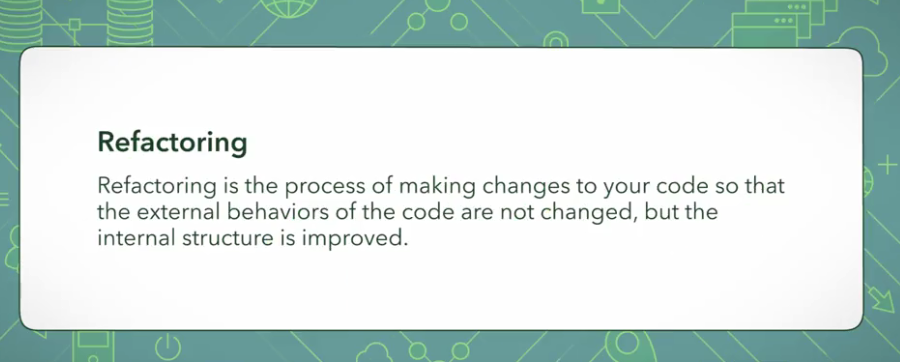 Refactoring
Refactoring is the process of making changes to your code so that
the external behaviors of the code are not changed, but the
internal structure is improved.